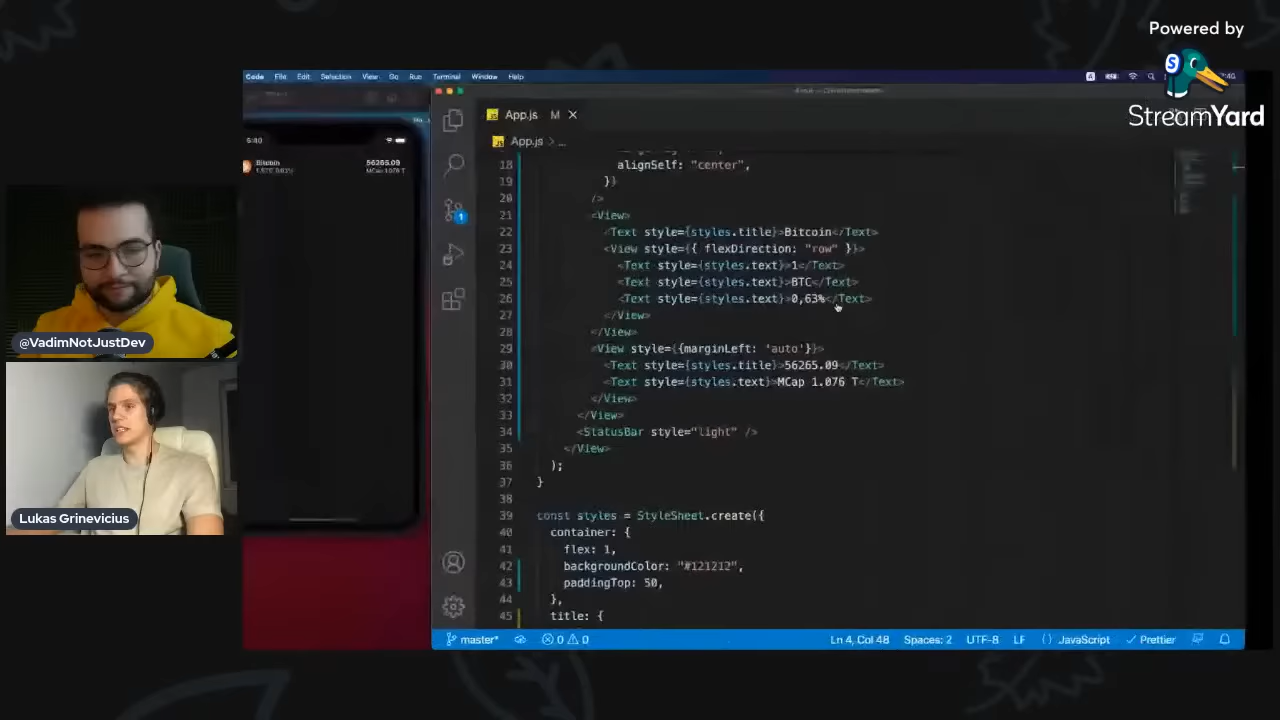 Powered by
StreamYard
Code File Edit Selection View Go Run Terminal Window Help
App.js M
App.js > ...
6:40
Bitcoin 56265.09
MCap 1.076 T
18 alignSelf: "center",
19 }}
20 />
21 <View>
22 <Text style={styles.title}>Bitcoin</Text>
23 <View style={{ flexDirection: "row" }}>
24 <Text style={styles.text}>1</Text>
25 <Text style={styles.text}>BTC</Text>
26 <Text style={styles.text}>0,63%</Text>
27 </View>
28 </View>
29 <View style={{marginLeft: 'auto'}}>
30 <Text style={styles.title}>56265.09</Text>
31 <Text style={styles.text}>MCap 1.076 T</Text>
32 </View>
33 </View>
34 <StatusBar style="light" />
35 </View>
36 );
37 }
38
39 const styles = StyleSheet.create({
40 container: {
41 flex: 1,
42 backgroundColor: "#121212",
43 paddingTop: 50,
44 },
45 title: {
1
master* 0 0 Ln 4, Col 48 Spaces: 2 UTF-8 LF JavaScript Prettier
@VadimNotJustDev
Lukas Grinevicius